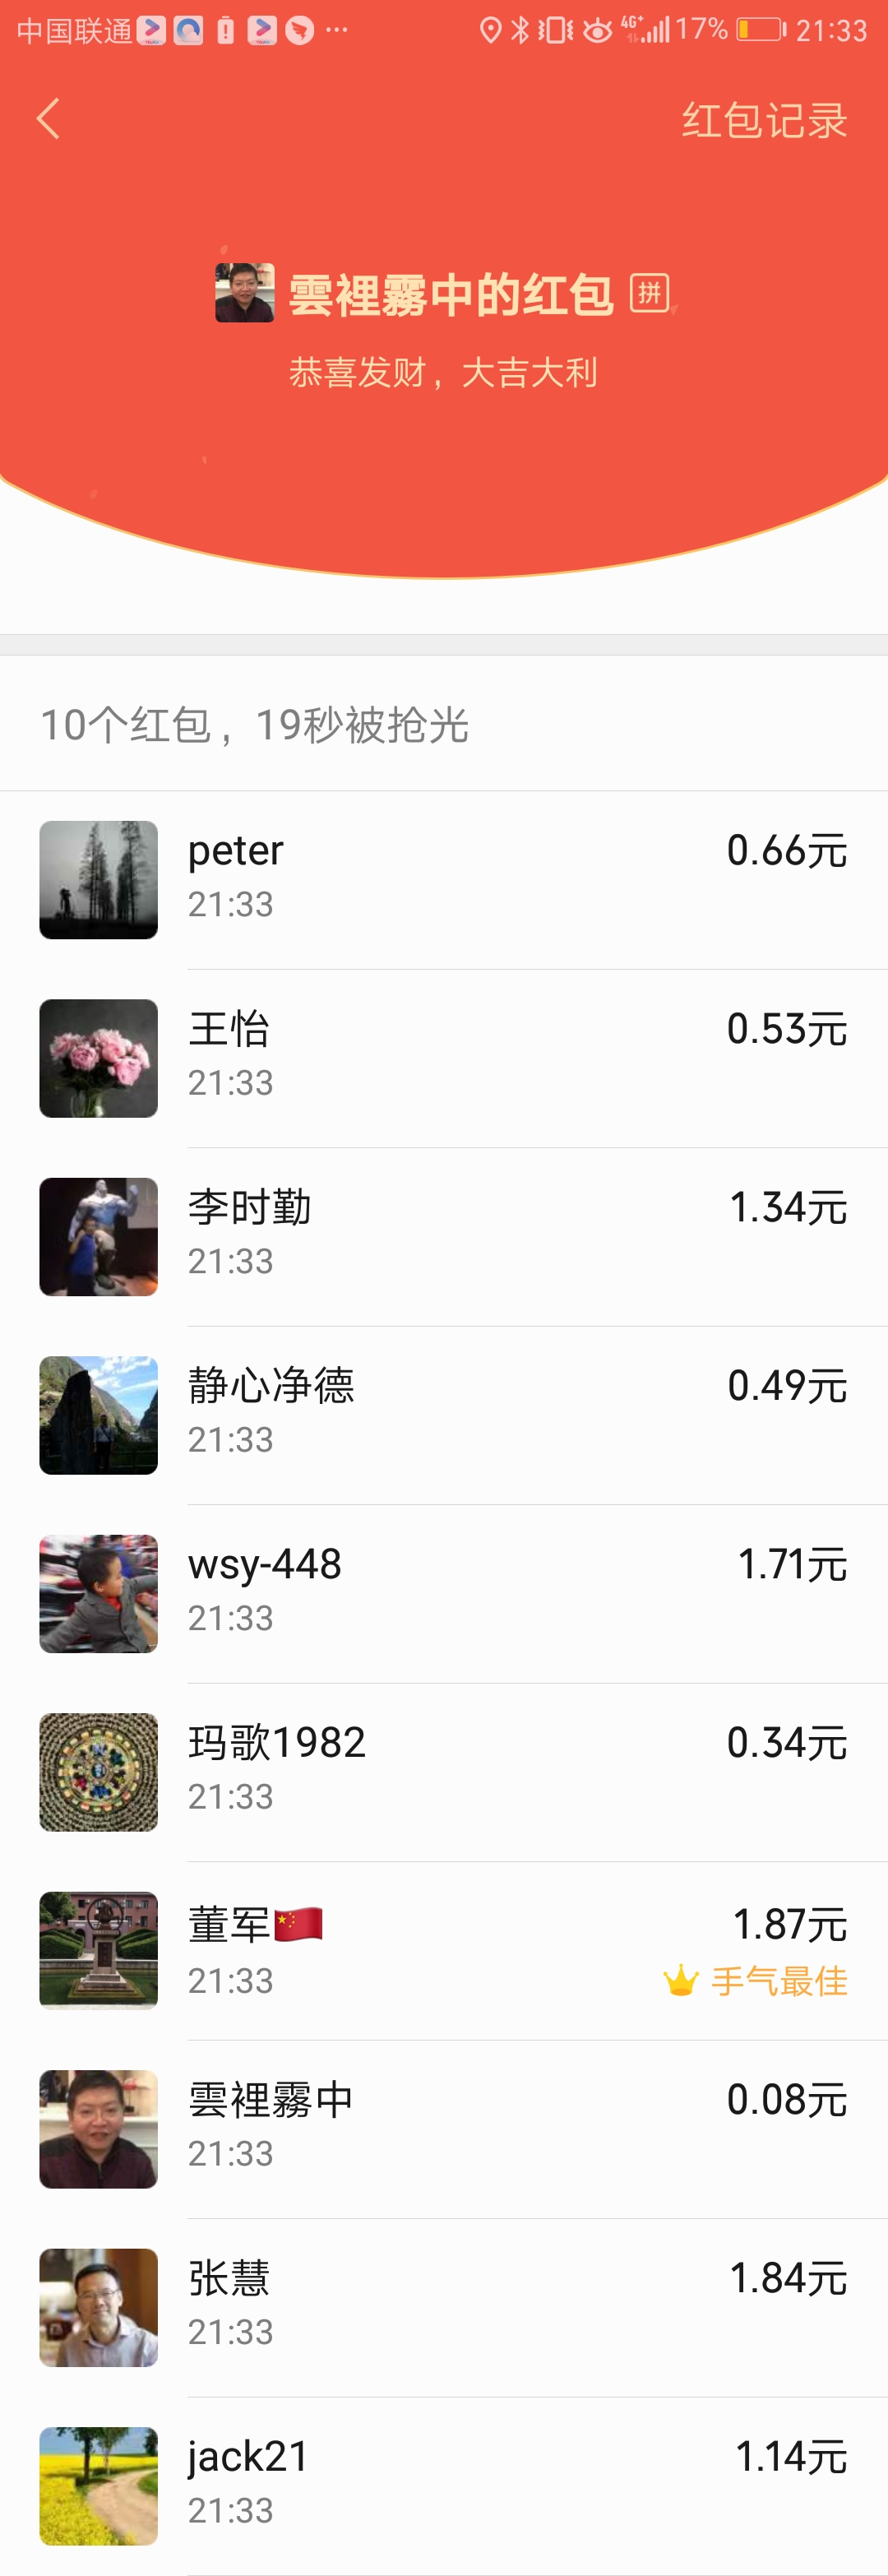 中国联通 ... 4G+ 17% 21:33
红包记录
雲裡霧中的红包 拼
恭喜发财，大吉大利
10个红包，19秒被抢光
peter 0.66元
21:33
王怡 0.53元
21:33
李时勤 1.34元
21:33
静心净德 0.49元
21:33
wsy-448 1.71元
21:33
玛歌1982 0.34元
21:33
董军🇨🇳 1.87元
21:33 手气最佳
雲裡霧中 0.08元
21:33
张慧 1.84元
21:33
jack21 1.14元
21:33